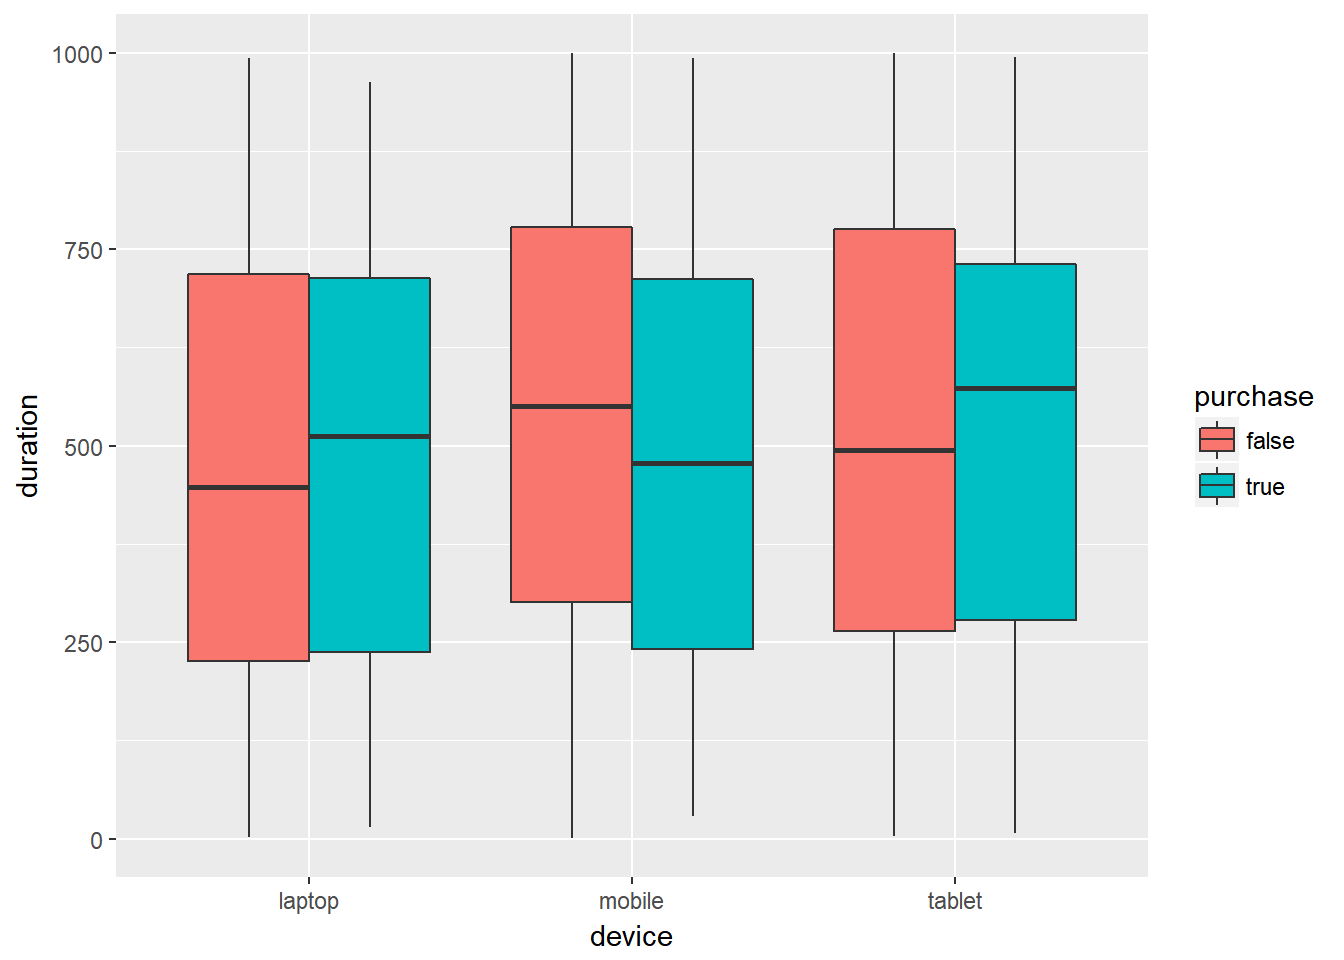 1000
750
500
250
0
duration
laptop
mobile
tablet
device
purchase
false
true